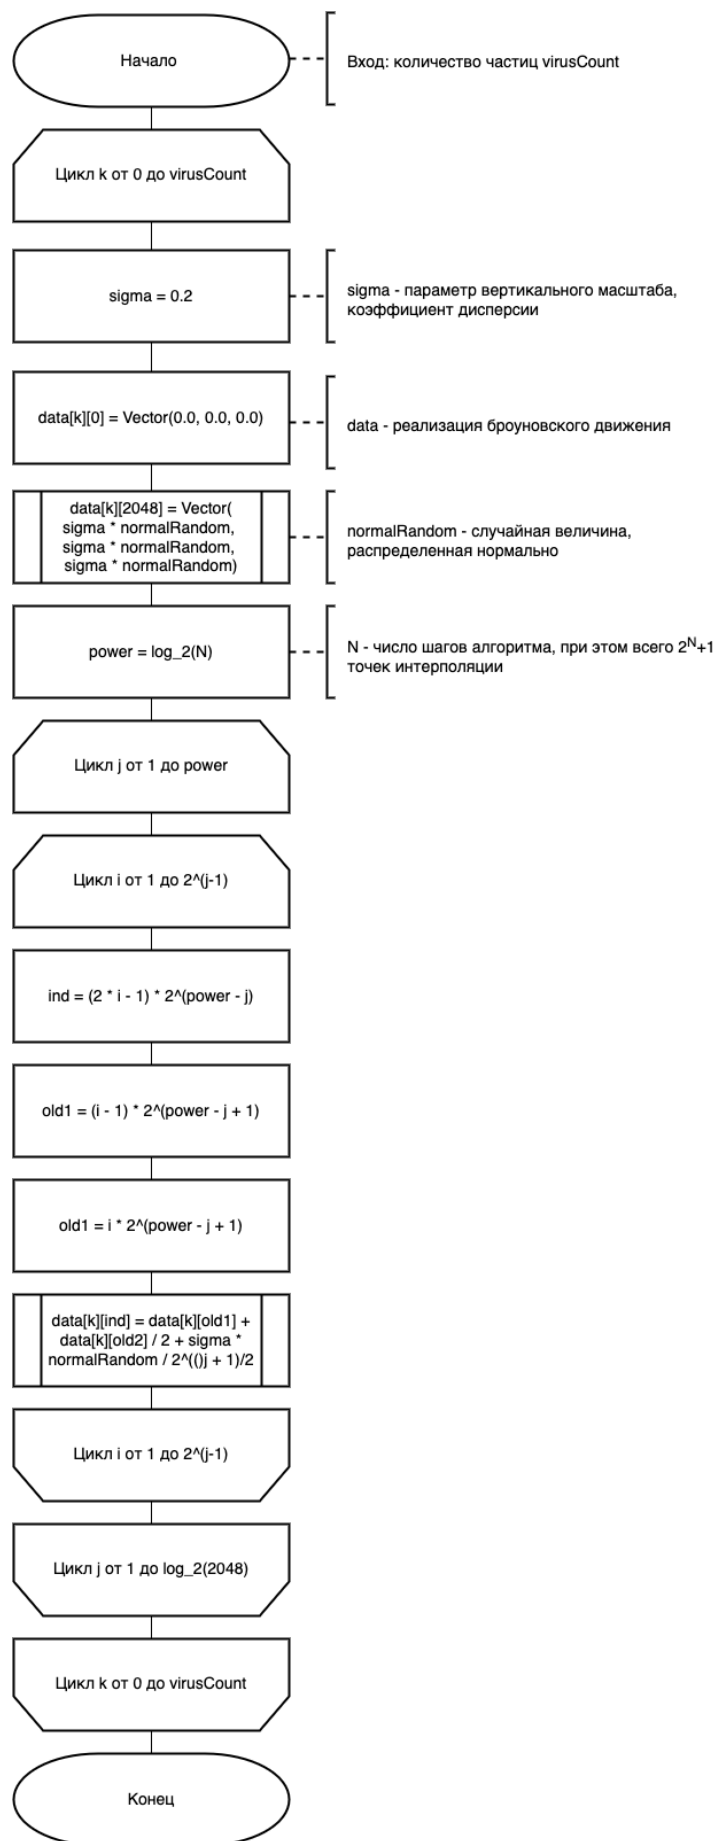 Начало
Вход: количество частиц virusCount
Цикл k от 0 до virusCount
sigma = 0.2
sigma - параметр вертикального масштаба,
коэффициент дисперсии
data[k][0] = Vector(0.0, 0.0, 0.0)
data - реализация броуновского движения
data[k][2048] = Vector(
sigma * normalRandom,
sigma * normalRandom,
sigma * normalRandom)
normalRandom - случайная величина,
распределенная нормально
power = log_2(N)
N - число шагов алгоритма, при этом всего 2^N+1
точек интерполяции
Цикл j от 1 до power
Цикл i от 1 до 2^(j-1)
ind = (2 * i - 1) * 2^(power - j)
old1 = (i - 1) * 2^(power - j + 1)
old1 = i * 2^(power - j + 1)
data[k][ind] = data[k][old1] +
data[k][old2] / 2 + sigma *
normalRandom / 2^(()j + 1)/2
Цикл i от 1 до 2^(j-1)
Цикл j от 1 до log_2(2048)
Цикл k от 0 до virusCount
Конец